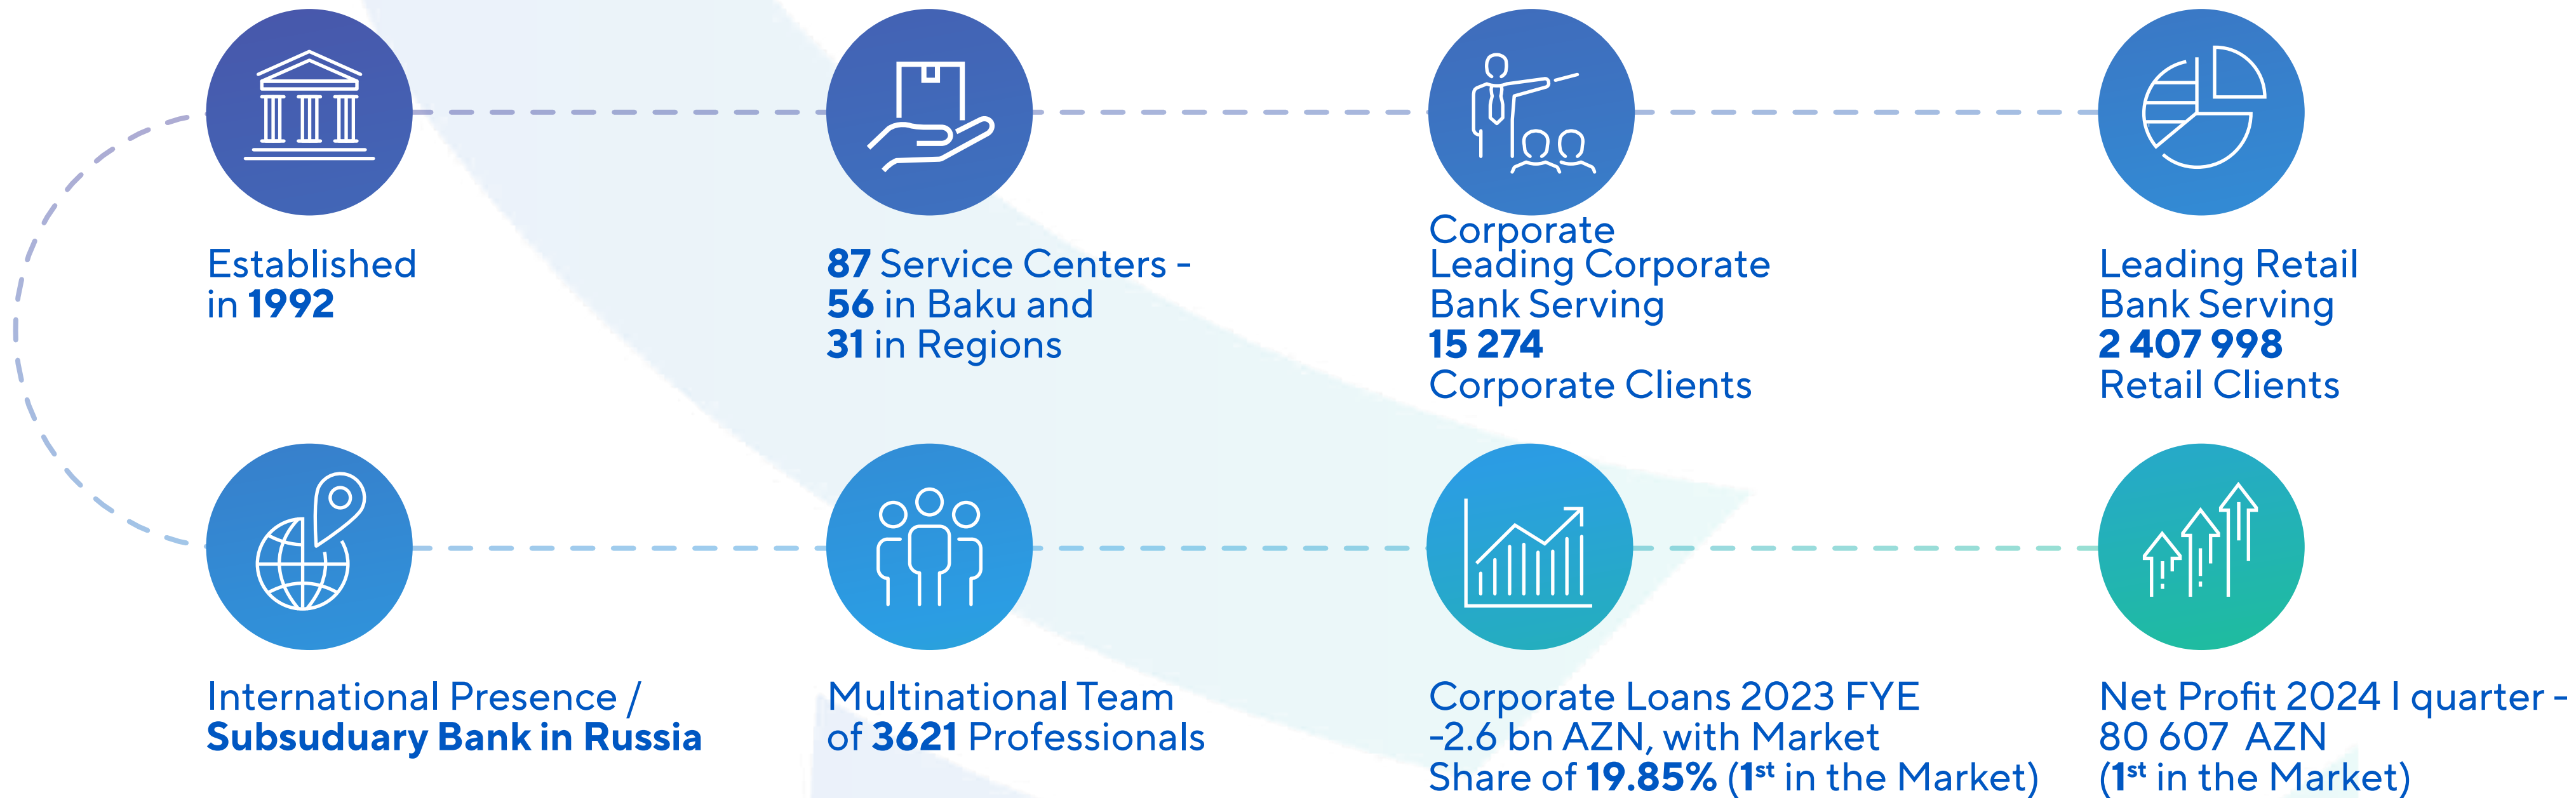 Established
in 1992
87 Service Centers -
56 in Baku and
31 in Regions
Corporate
Leading Corporate
Bank Serving
15 274
Corporate Clients
Leading Retail
Bank Serving
2 407 998
Retail Clients
International Presence /
Subsuduary Bank in Russia
Multinational Team
of 3621 Professionals
Corporate Loans 2023 FYE
-2.6 bn AZN, with Market
Share of 19.85% (1st in the Market)
Net Profit 2024 I quarter -
80 607 AZN
(1st in the Market)